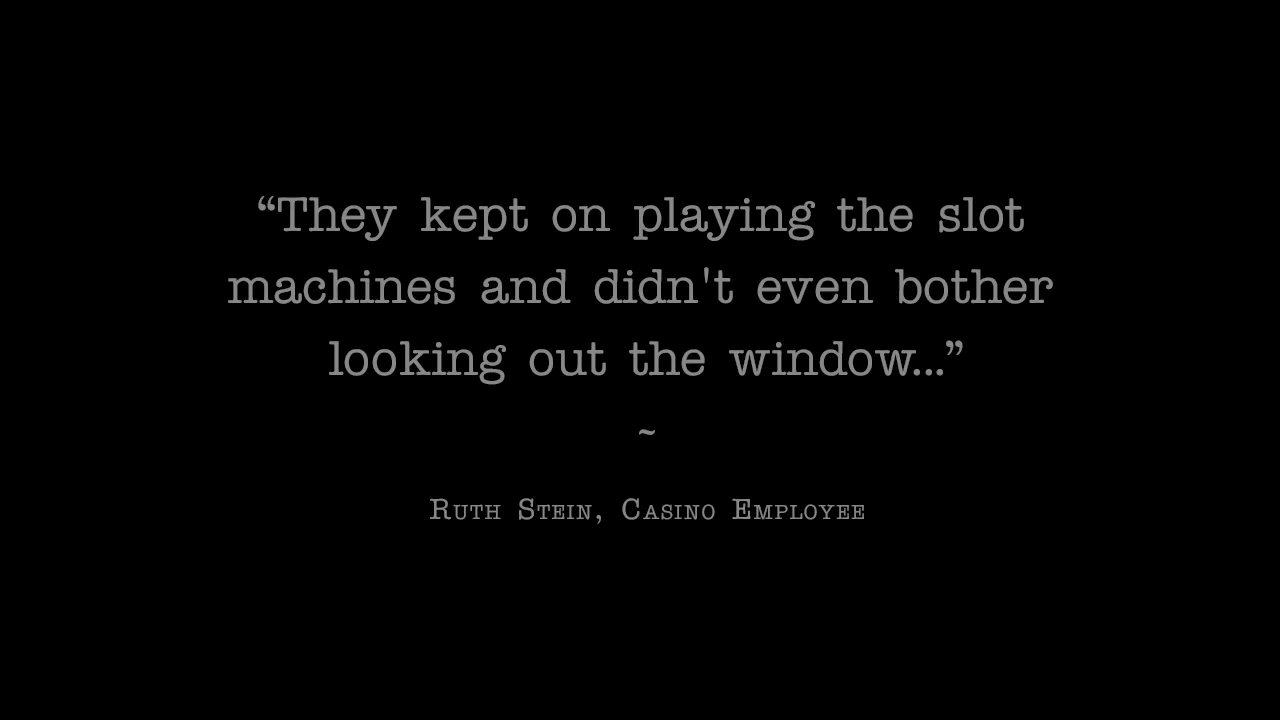 “They kept on playing the slot
machines and didn't even bother
looking out the window...”
~
Ruth Stein, Casino Employee